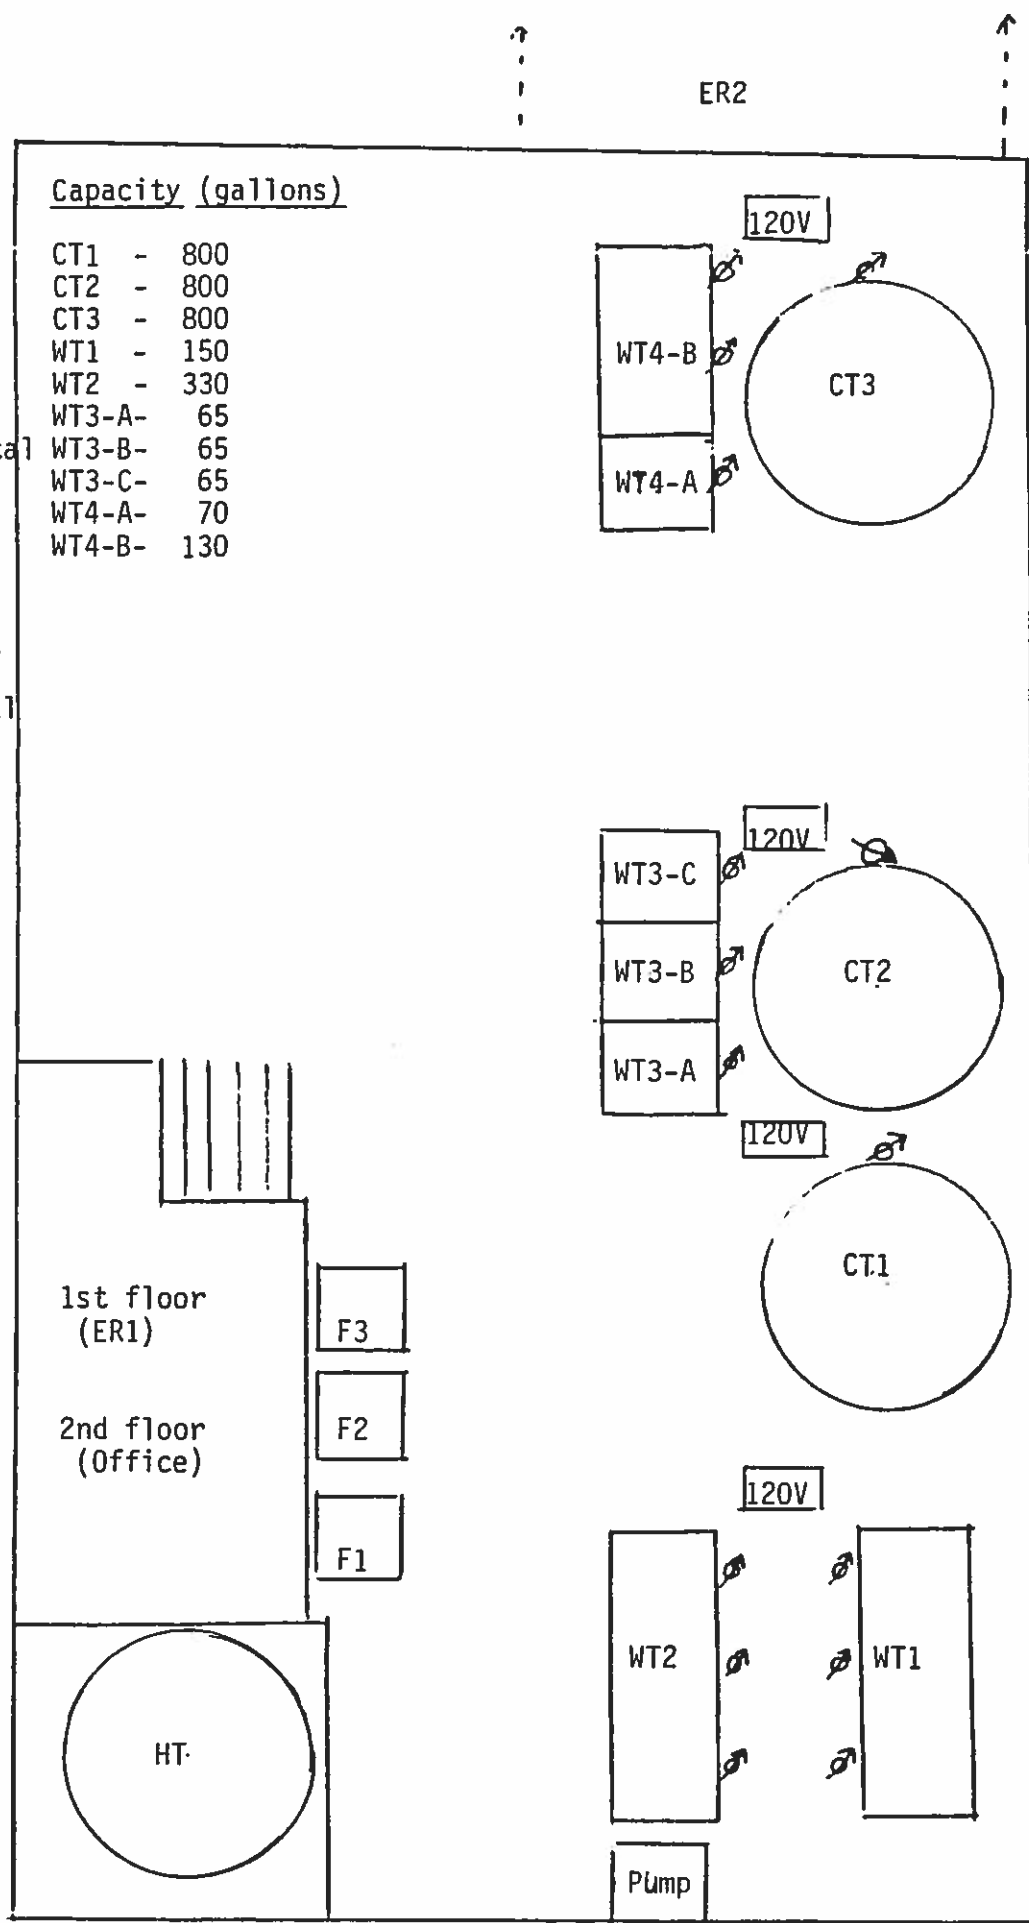 ER2
Capacity (gallons)
CT1 - 800
CT2 - 800
CT3 - 800
WT1 - 150
WT2 - 330
WT3-A- 65
WT3-B- 65
WT3-C- 65
WT4-A- 70
WT4-B- 130
120V
WT4-B
CT3
WT4-A
120V
WT3-C
WT3-B
CT2
WT3-A
120V
CT1
1st floor
(ER1)
F3
2nd floor
(Office)
F2
120V
F1
WT2
WT1
HT
Pump